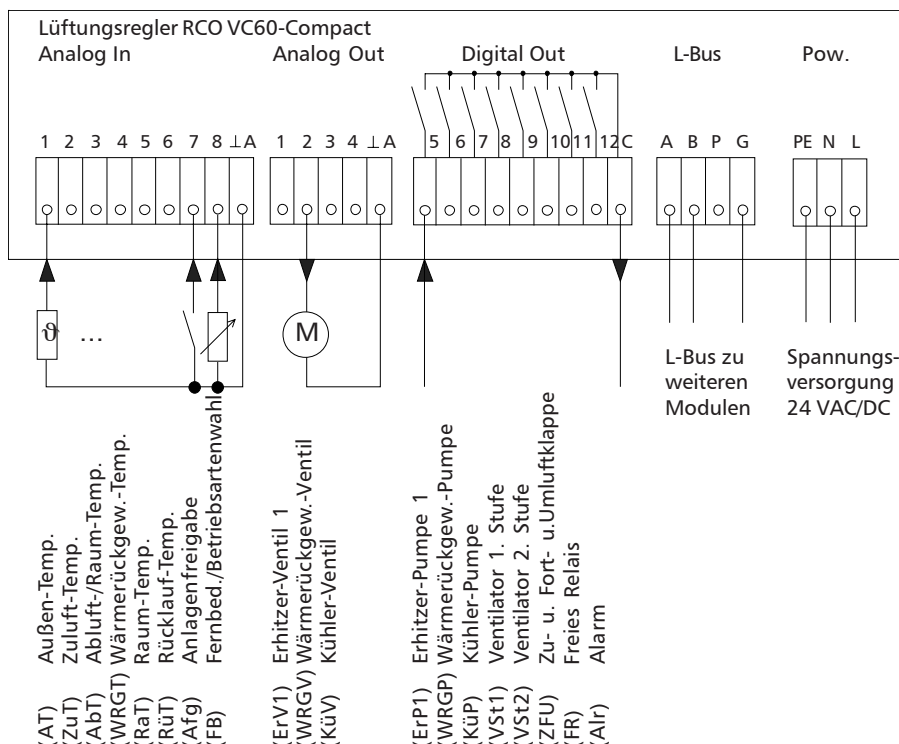 Lüftungsregler RCO VC60-Compact
Analog In
Analog Out
Digital Out
L-Bus
Pow.
1 2 3 4 5 6 7 8 ⊥A
1 2 3 4 ⊥A
5 6 7 8 9 10 11 12 C
A B P G
PE N L
ϑ
...
M
L-Bus zu
weiteren
Modulen
Spannungs-
versorgung
24 VAC/DC
(AT) Außen-Temp.
(ZuT) Zuluft-Temp.
(AbT) Abluft-/Raum-Temp.
(WRGT) Wärmerückgew.-Temp.
(RaT) Raum-Temp.
(RüT) Rücklauf-Temp.
(Afg) Anlagenfreigabe
(FB) Fernbed./Betriebsartenwahl
(ErV1) Erhitzer-Ventil 1
(WRGV) Wärmerückgew.-Ventil
(KüV) Kühler-Ventil
(ErP1) Erhitzer-Pumpe 1
(WRGP) Wärmerückgew.-Pumpe
(KüP) Kühler-Pumpe
(VSt1) Ventilator 1. Stufe
(VSt2) Ventilator 2. Stufe
(ZFU) Zu- u. Fort- u.Umluftklappe
(FR) Freies Relais
(Alr) Alarm